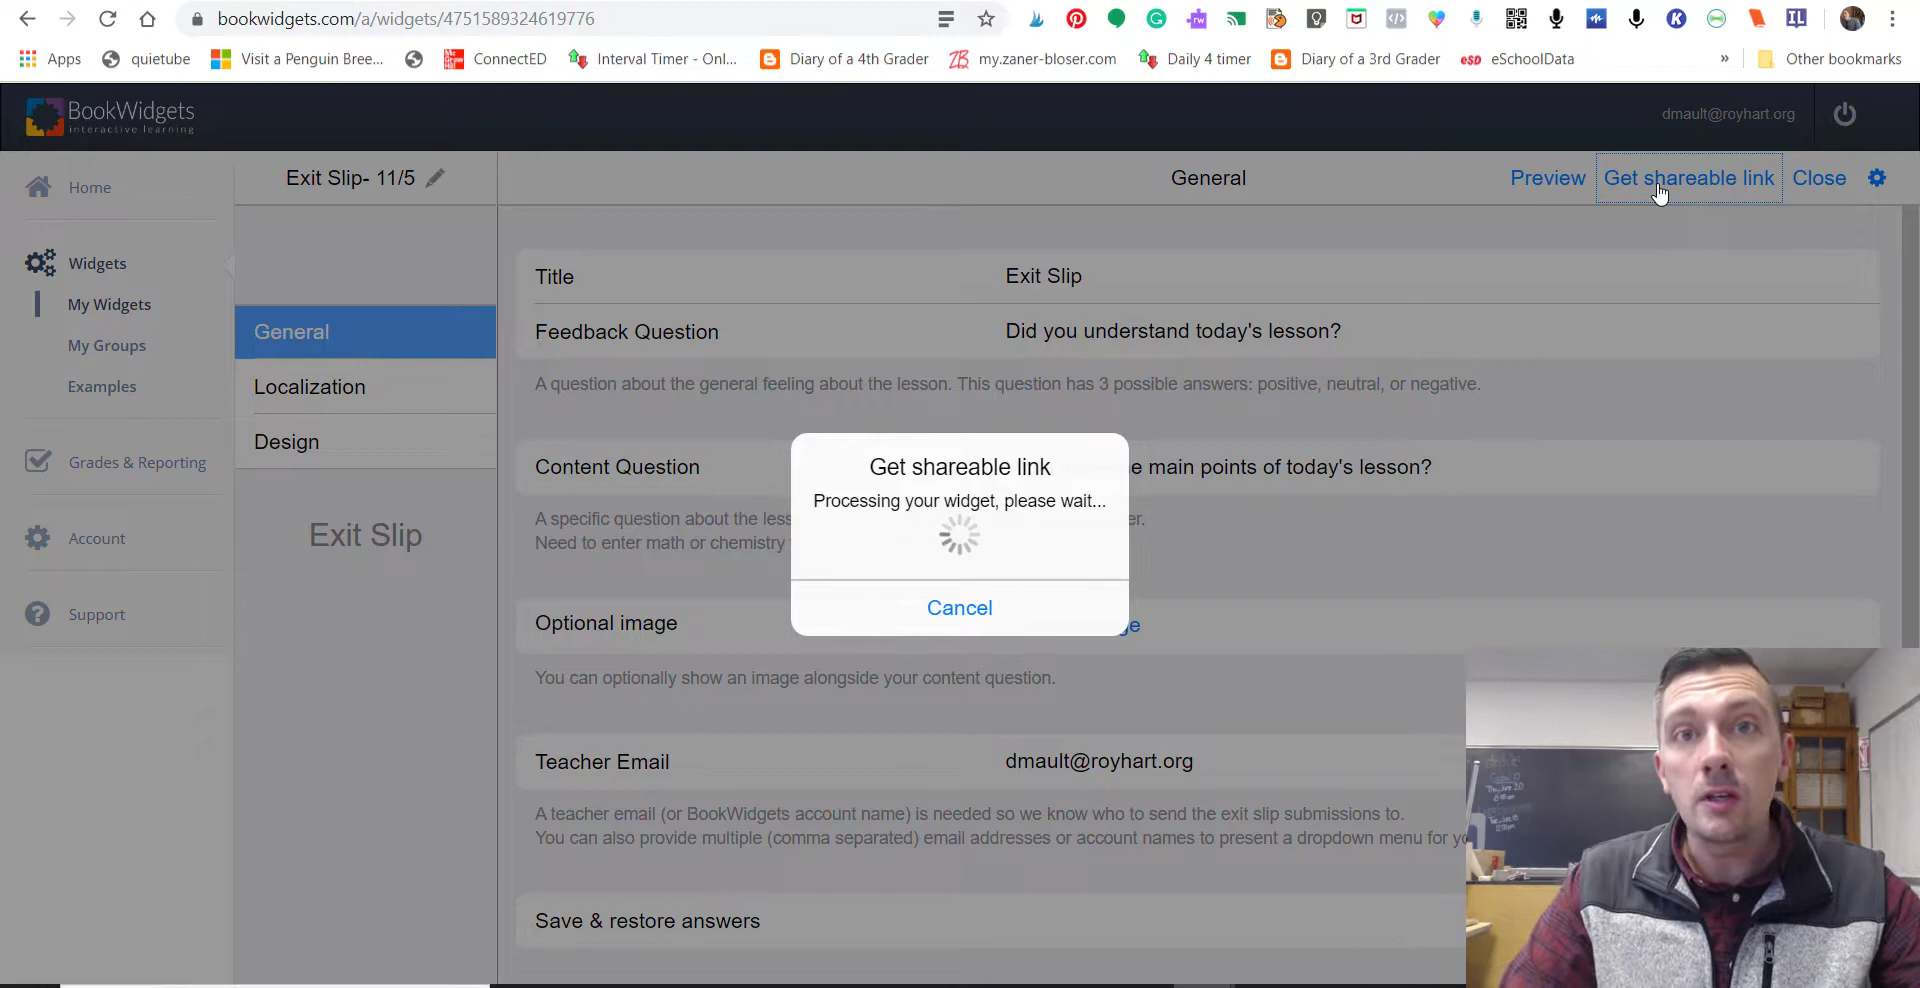 bookwidgets.com/a/widgets/4751589324619776
Apps quietube Visit a Penguin Bree... ConnectED Interval Timer - Onl... Diary of a 4th Grader my.zaner-bloser.com Daily 4 timer Diary of a 3rd Grader esD eSchoolData » Other bookmarks
BookWidgets
interactive learning
dmault@royhart.org
Home
Exit Slip- 11/5
General
Preview Get shareable link Close
Widgets
My Widgets
My Groups
Examples
Grades & Reporting
Account
Support
General
Localization
Design
Exit Slip
Title Exit Slip
Feedback Question Did you understand today's lesson?
A question about the general feeling about the lesson. This question has 3 possible answers: positive, neutral, or negative.
Content Question e main points of today's lesson?
A specific question about the less er.
Need to enter math or chemistry
Get shareable link
Processing your widget, please wait...
Cancel
Optional image ge
You can optionally show an image alongside your content question.
Teacher Email dmault@royhart.org
A teacher email (or BookWidgets account name) is needed so we know who to send the exit slip submissions to.
You can also provide multiple (comma separated) email addresses or account names to present a dropdown menu for yo
Save & restore answers